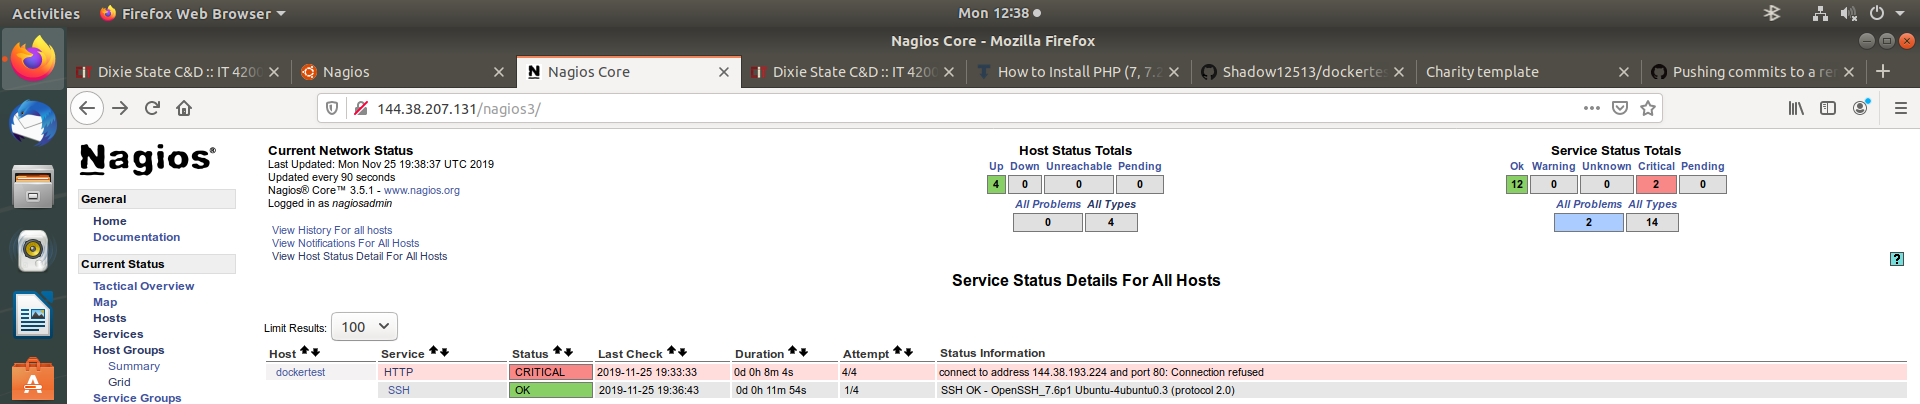 Activities Firefox Web Browser Mon 12:38
Nagios Core - Mozilla Firefox
Dixie State C&D :: IT 420 Nagios Nagios Core Dixie State C&D :: IT 420 How to Install PHP (7, 7.2 Shadow12513/dockertes Charity template Pushing commits to a re
144.38.207.131/nagios3/
Nagios®
General
Home
Documentation
Current Status
Tactical Overview
Map
Hosts
Services
Host Groups
Summary
Grid
Service Groups
Current Network Status
Last Updated: Mon Nov 25 19:38:37 UTC 2019
Updated every 90 seconds
Nagios® Core™ 3.5.1 - www.nagios.org
Logged in as nagiosadmin
View History For all hosts
View Notifications For All Hosts
View Host Status Detail For All Hosts
Host Status Totals
Up Down Unreachable Pending
4 0 0 0
All Problems All Types
0 4
Service Status Totals
Ok Warning Unknown Critical Pending
12 0 0 2 0
All Problems All Types
2 14
?
Service Status Details For All Hosts
Limit Results: 100
Host Service Status Last Check Duration Attempt Status Information
dockertest HTTP CRITICAL 2019-11-25 19:33:33 0d 0h 8m 4s 4/4 connect to address 144.38.193.224 and port 80: Connection refused
SSH OK 2019-11-25 19:36:43 0d 0h 11m 54s 1/4 SSH OK - OpenSSH_7.6p1 Ubuntu-4ubuntu0.3 (protocol 2.0)